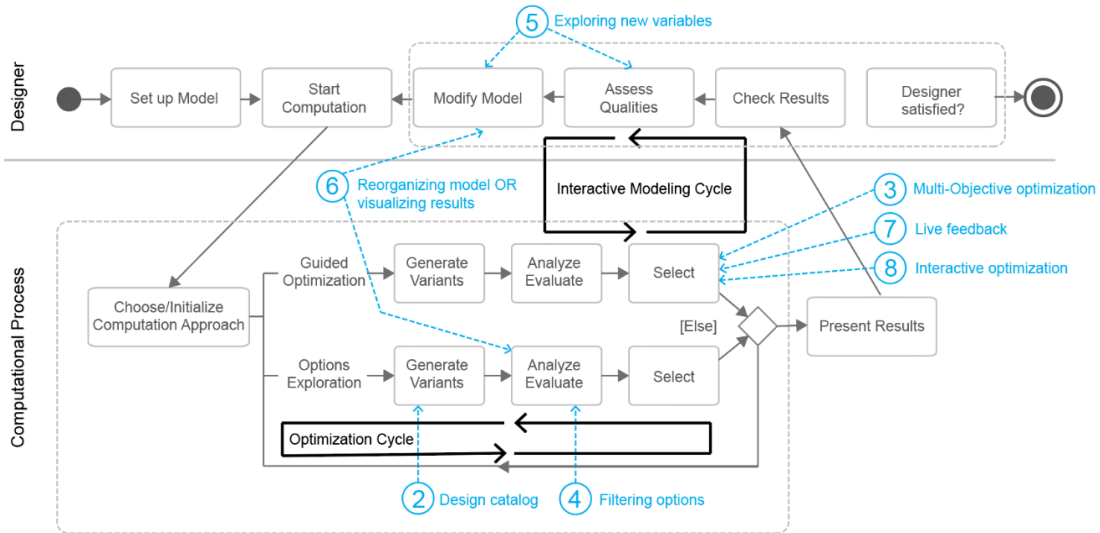 5 Exploring new variables
Designer
Set up Model
Start
Computation
Modify Model
Assess
Qualities
Check Results
Designer
satisfied?
6 Reorganizing model OR
visualizing results
Interactive Modeling Cycle
3 Multi-Objective optimization
7 Live feedback
8 Interactive optimization
Computational Process
Choose/Initialize
Computation Approach
Guided
Optimization
Generate
Variants
Analyze
Evaluate
Select
[Else]
Present Results
Options
Exploration
Generate
Variants
Analyze
Evaluate
Select
Optimization Cycle
2 Design catalog
4 Filtering options